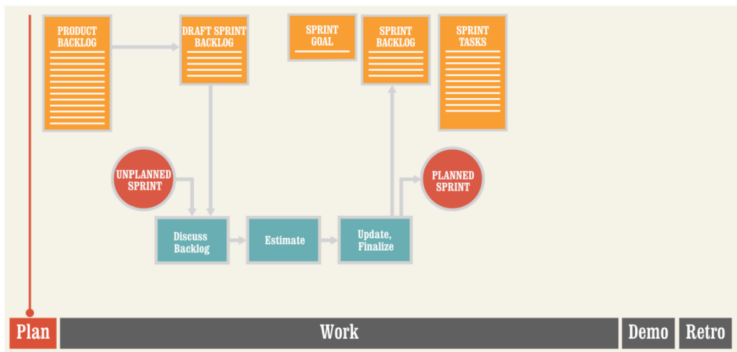 PRODUCT
BACKLOG
DRAFT SPRINT
BACKLOG
SPRINT
GOAL
SPRINT
BACKLOG
SPRINT
TASKS
UNPLANNED
SPRINT
PLANNED
SPRINT
Discuss
Backlog
Estimate
Update,
Finalize
Plan
Work
Demo
Retro